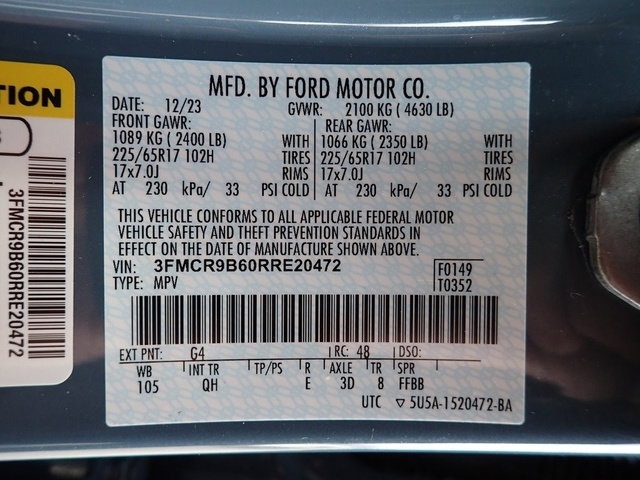 TION
3FMCR9B60RRE20472
MFD. BY FORD MOTOR CO.
DATE: 12/23 GVWR: 2100 KG ( 4630 LB)
FRONT GAWR: REAR GAWR:
1089 KG ( 2400 LB) WITH 1066 KG ( 2350 LB) WITH
225/65R17 102H TIRES 225/65R17 102H TIRES
17x7.0J RIMS 17x7.0J RIMS
AT 230 kPa/ 33 PSI COLD AT 230 kPa/ 33 PSI COLD
THIS VEHICLE CONFORMS TO ALL APPLICABLE FEDERAL MOTOR
VEHICLE SAFETY AND THEFT PREVENTION STANDARDS IN
EFFECT ON THE DATE OF MANUFACTURE SHOWN ABOVE.
VIN: 3FMCR9B60RRE20472 F0149
TYPE: MPV T0352
EXT PNT: G4 RC: 48 DSO:
WB INT TR TP/PS R AXLE TR SPR
105 QH E 3D 8 FFBB
UTC ▽ 5U5A-1520472-BA